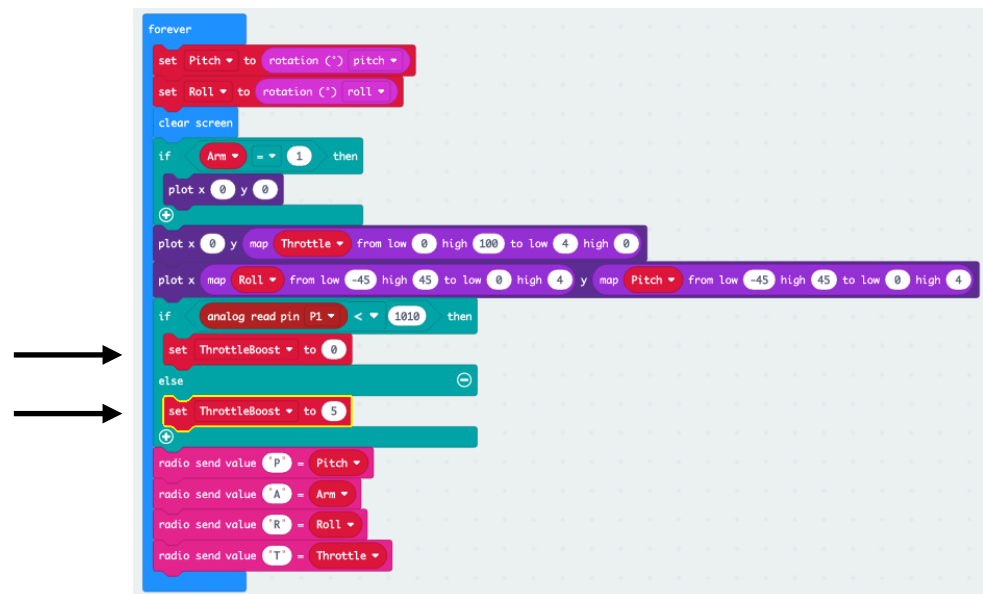 forever
set Pitch to rotation (°) pitch
set Roll to rotation (°) roll
clear screen
if Arm = 1 then
plot x 0 y 0
plot x 0 y map Throttle from low 0 high 100 to low 4 high 0
plot x map Roll from low -45 high 45 to low 0 high 4 y map Pitch from low -45 high 45 to low 0 high 4
if analog read pin P1 < 1010 then
set ThrottleBoost to 0
else
set ThrottleBoost to 5
radio send value "P" = Pitch
radio send value "A" = Arm
radio send value "R" = Roll
radio send value "T" = Throttle